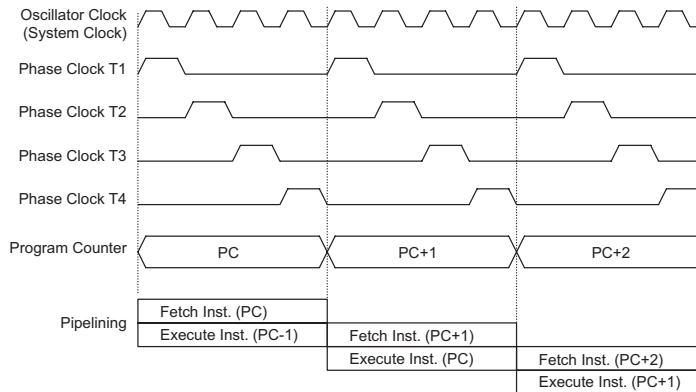 Oscillator Clock
(System Clock)
Phase Clock T1
Phase Clock T2
Phase Clock T3
Phase Clock T4
Program Counter
PC
PC+1
PC+2
Pipelining
Fetch Inst. (PC)
Execute Inst. (PC-1)
Fetch Inst. (PC+1)
Execute Inst. (PC)
Fetch Inst. (PC+2)
Execute Inst. (PC+1)